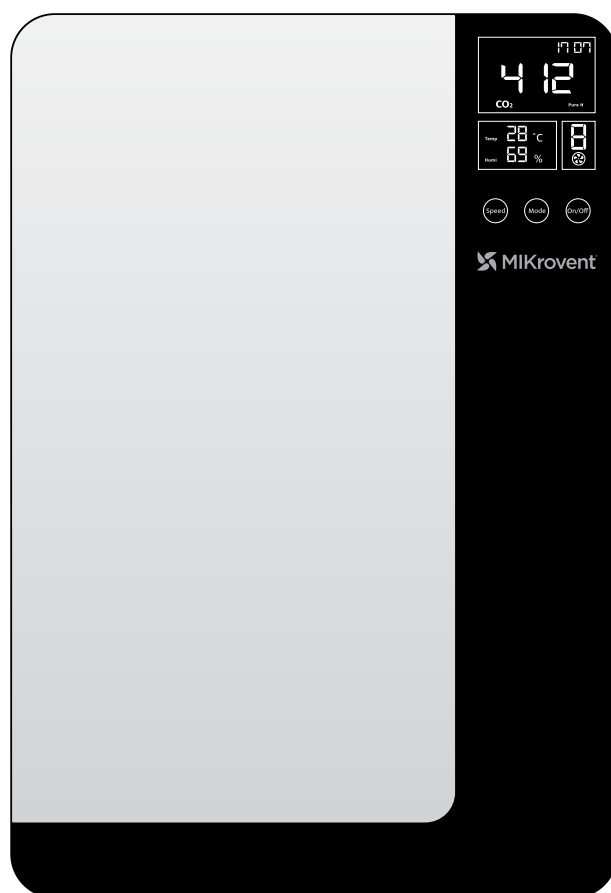 17 07
412
CO₂ Pure H
Temp 28 °C
Humi 69 %
8
Speed Mode On/Off
MIKrovent